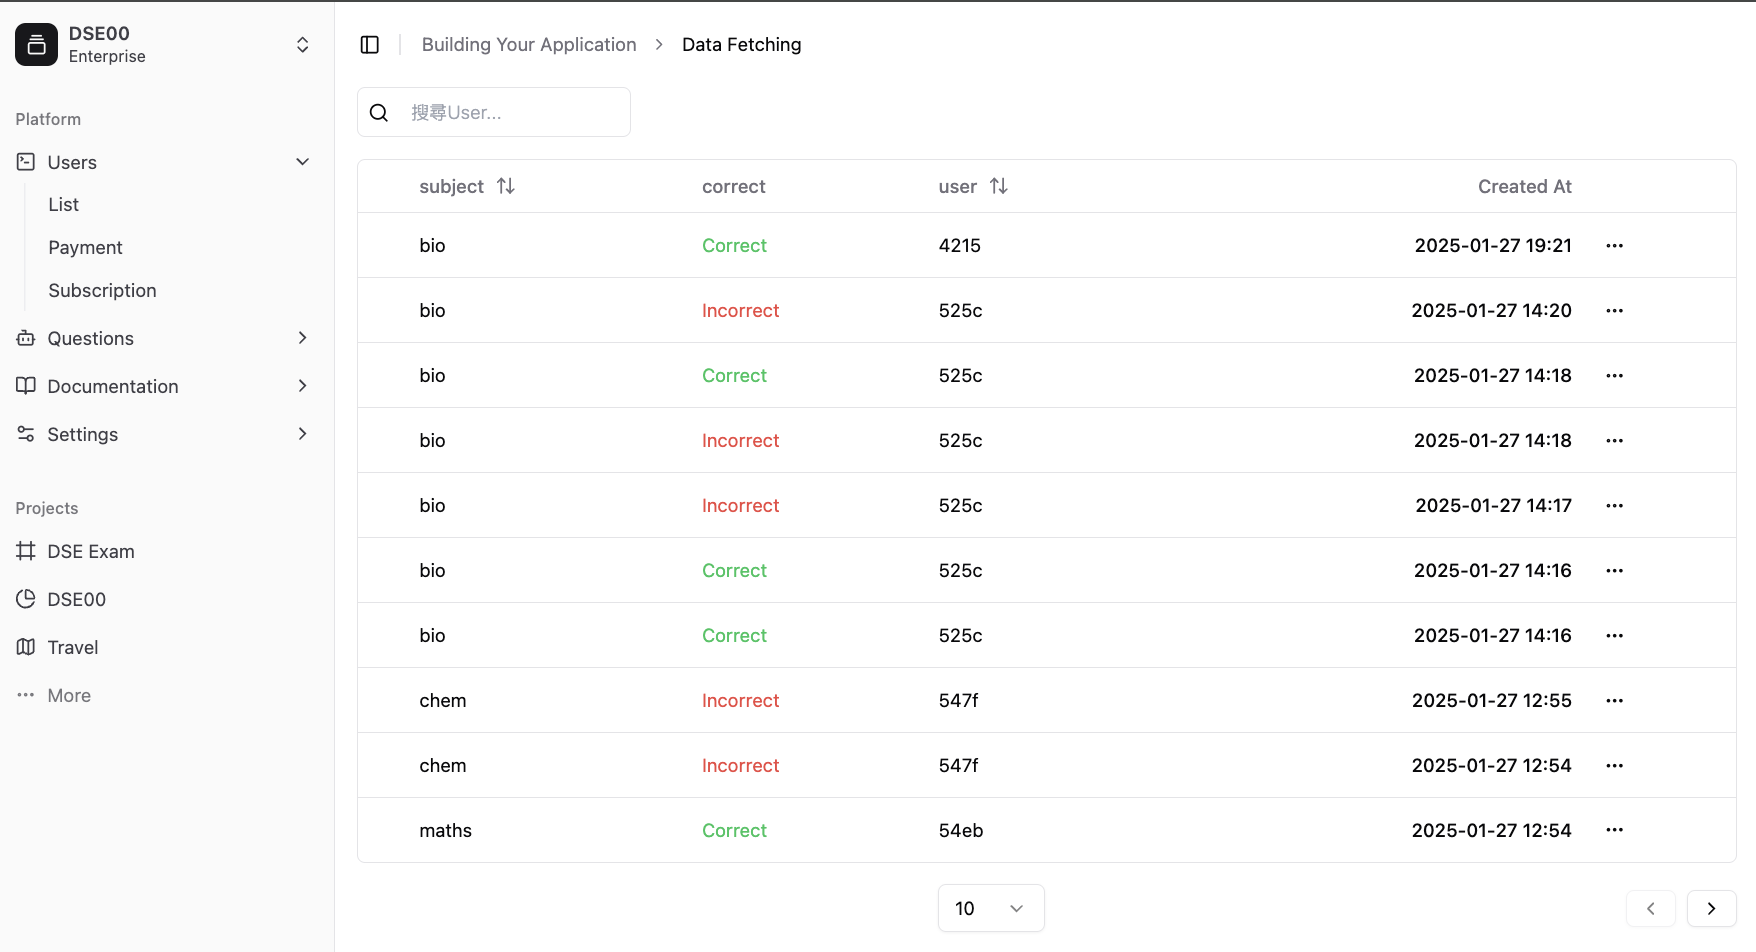 DSE00
Enterprise
Platform
Users
List
Payment
Subscription
Questions
Documentation
Settings
Projects
DSE Exam
DSE00
Travel
More
Building Your Application > Data Fetching
搜尋User...
subject correct user Created At
bio Correct 4215 2025-01-27 19:21
bio Incorrect 525c 2025-01-27 14:20
bio Correct 525c 2025-01-27 14:18
bio Incorrect 525c 2025-01-27 14:18
bio Incorrect 525c 2025-01-27 14:17
bio Correct 525c 2025-01-27 14:16
bio Correct 525c 2025-01-27 14:16
chem Incorrect 547f 2025-01-27 12:55
chem Incorrect 547f 2025-01-27 12:54
maths Correct 54eb 2025-01-27 12:54
10